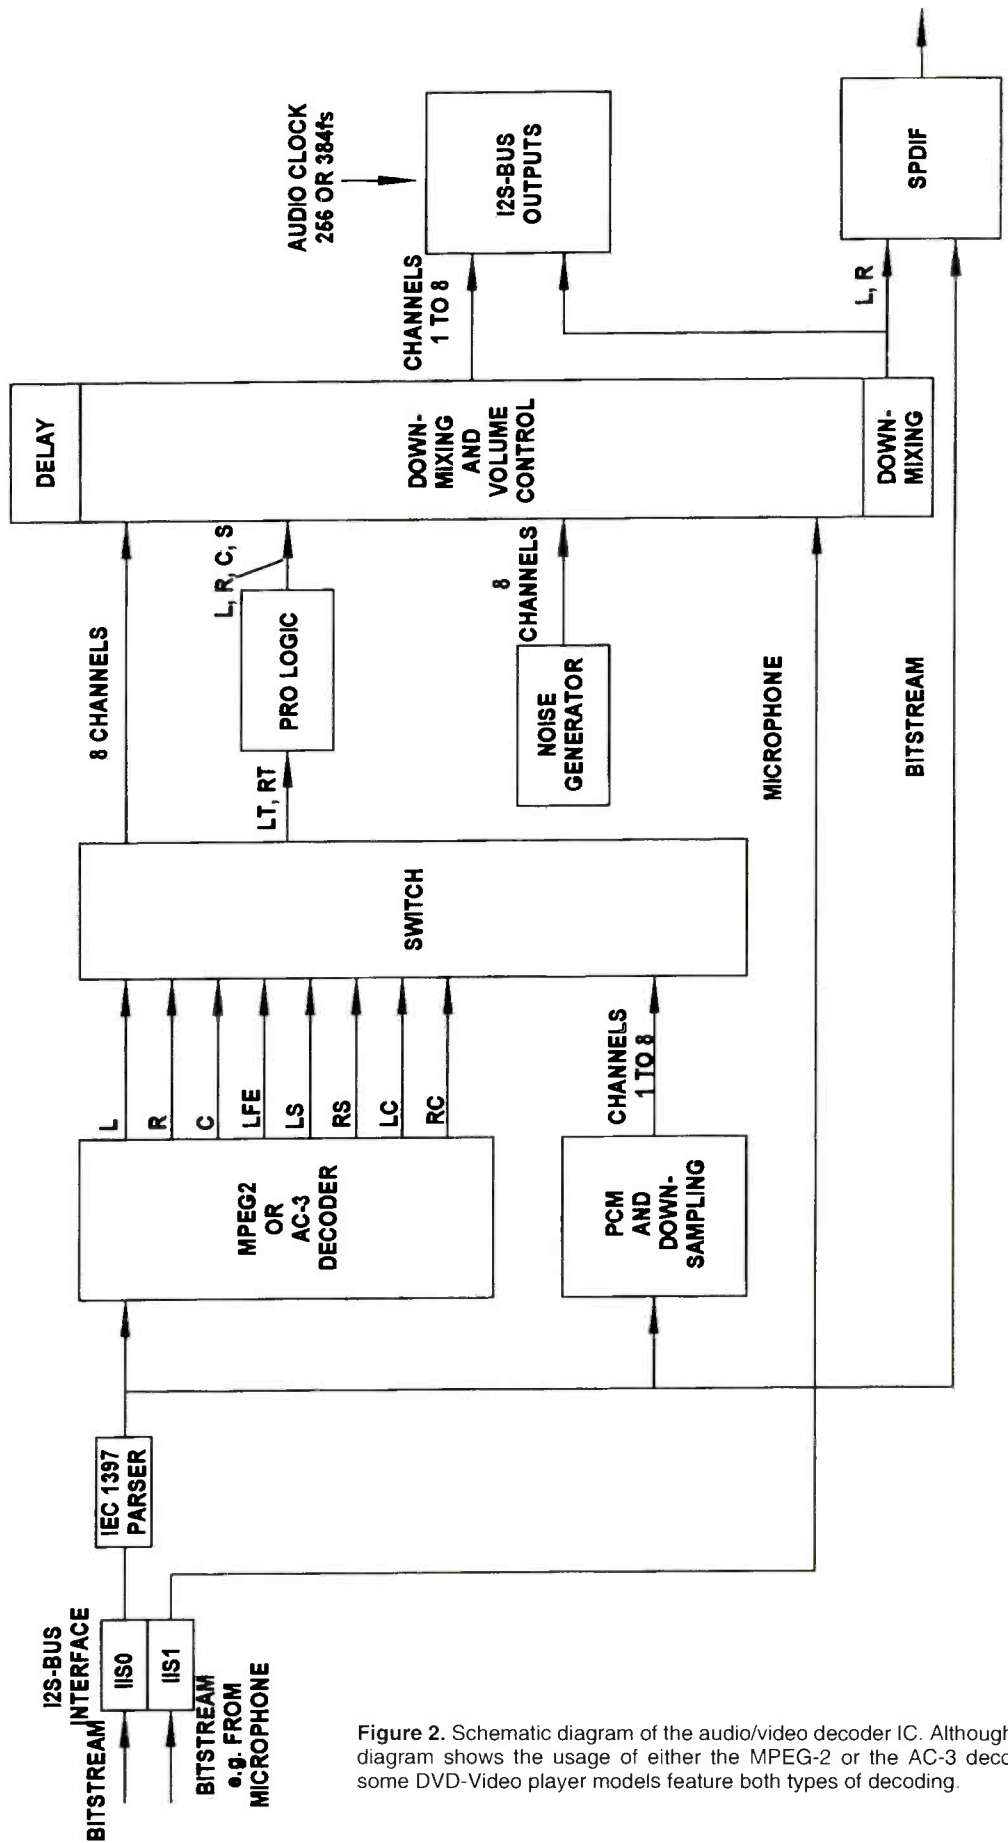 BITSTREAM
I2S-BUS
INTERFACE
IIS0
IIS1
BITSTREAM
e.g. FROM
MICROPHONE
IEC 1397
PARSER
MPEG2
OR
AC-3
DECODER
L
R
C
LFE
LS
RS
LC
RC
PCM
AND
DOWN-
SAMPLING
CHANNELS
1 TO 8
SWITCH
8 CHANNELS
LT, RT
PRO LOGIC
L, R, C, S
NOISE
GENERATOR
8
CHANNELS
MICROPHONE
BITSTREAM
DELAY
DOWN-
MIXING
AND
VOLUME
CONTROL
DOWN-
MIXING
CHANNELS
1 TO 8
L, R
AUDIO CLOCK
256 OR 384fs
I2S-BUS
OUTPUTS
SPDIF
Figure 2. Schematic diagram of the audio/video decoder IC. Although
diagram shows the usage of either the MPEG-2 or the AC-3 deco
some DVD-Video player models feature both types of decoding.